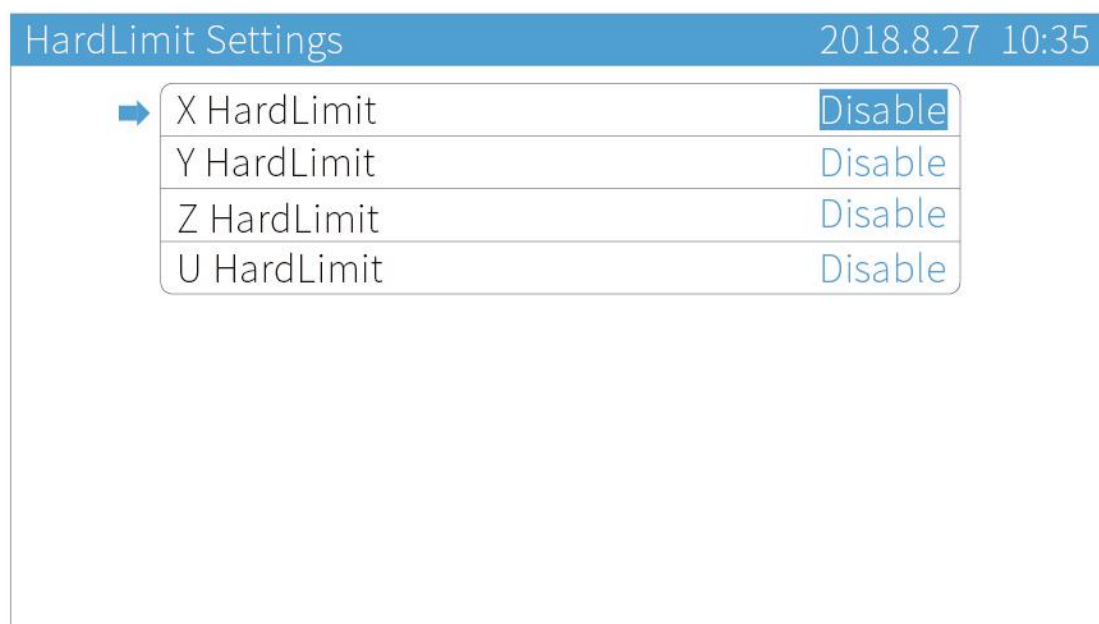 HardLimit Settings 2018.8.27 10:35
X HardLimit Disable
Y HardLimit Disable
Z HardLimit Disable
U HardLimit Disable